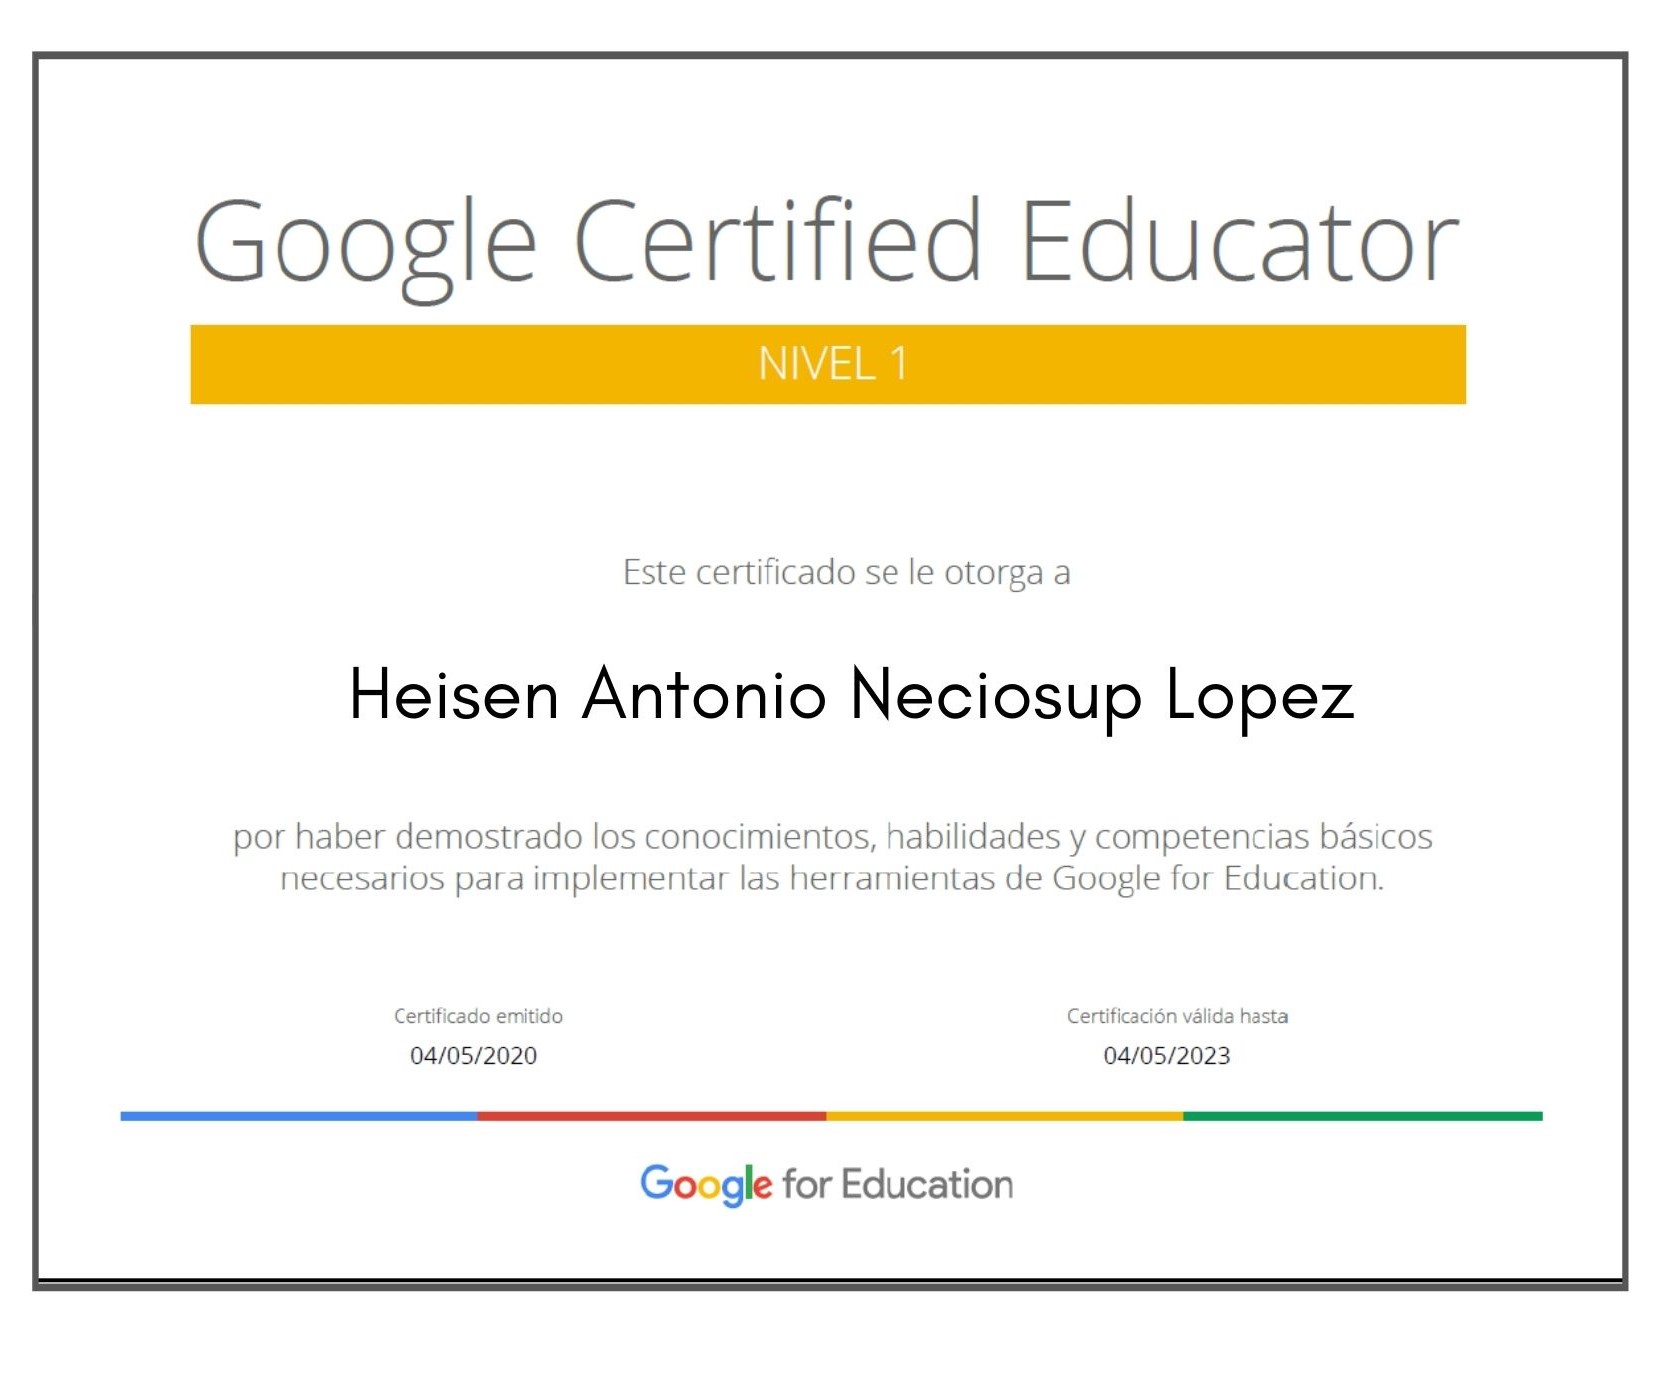 Google Certified Educator
NIVEL 1
Este certificado se le otorga a
Heisen Antonio Neciosup Lopez
por haber demostrado los conocimientos, habilidades y competencias básicos
necesarios para implementar las herramientas de Google for Education.
Certificado emitido
04/05/2020
Certificación válida hasta
04/05/2023
Google for Education